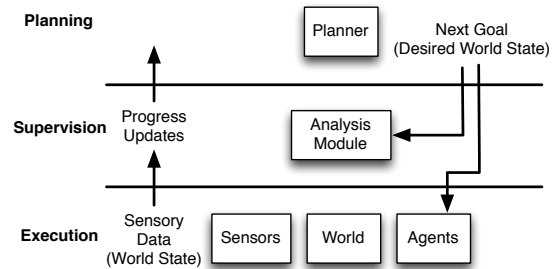 Planning
Planner
Next Goal
(Desired World State)
Supervision
Progress
Updates
Analysis
Module
Execution
Sensory
Data
(World State)
Sensors
World
Agents